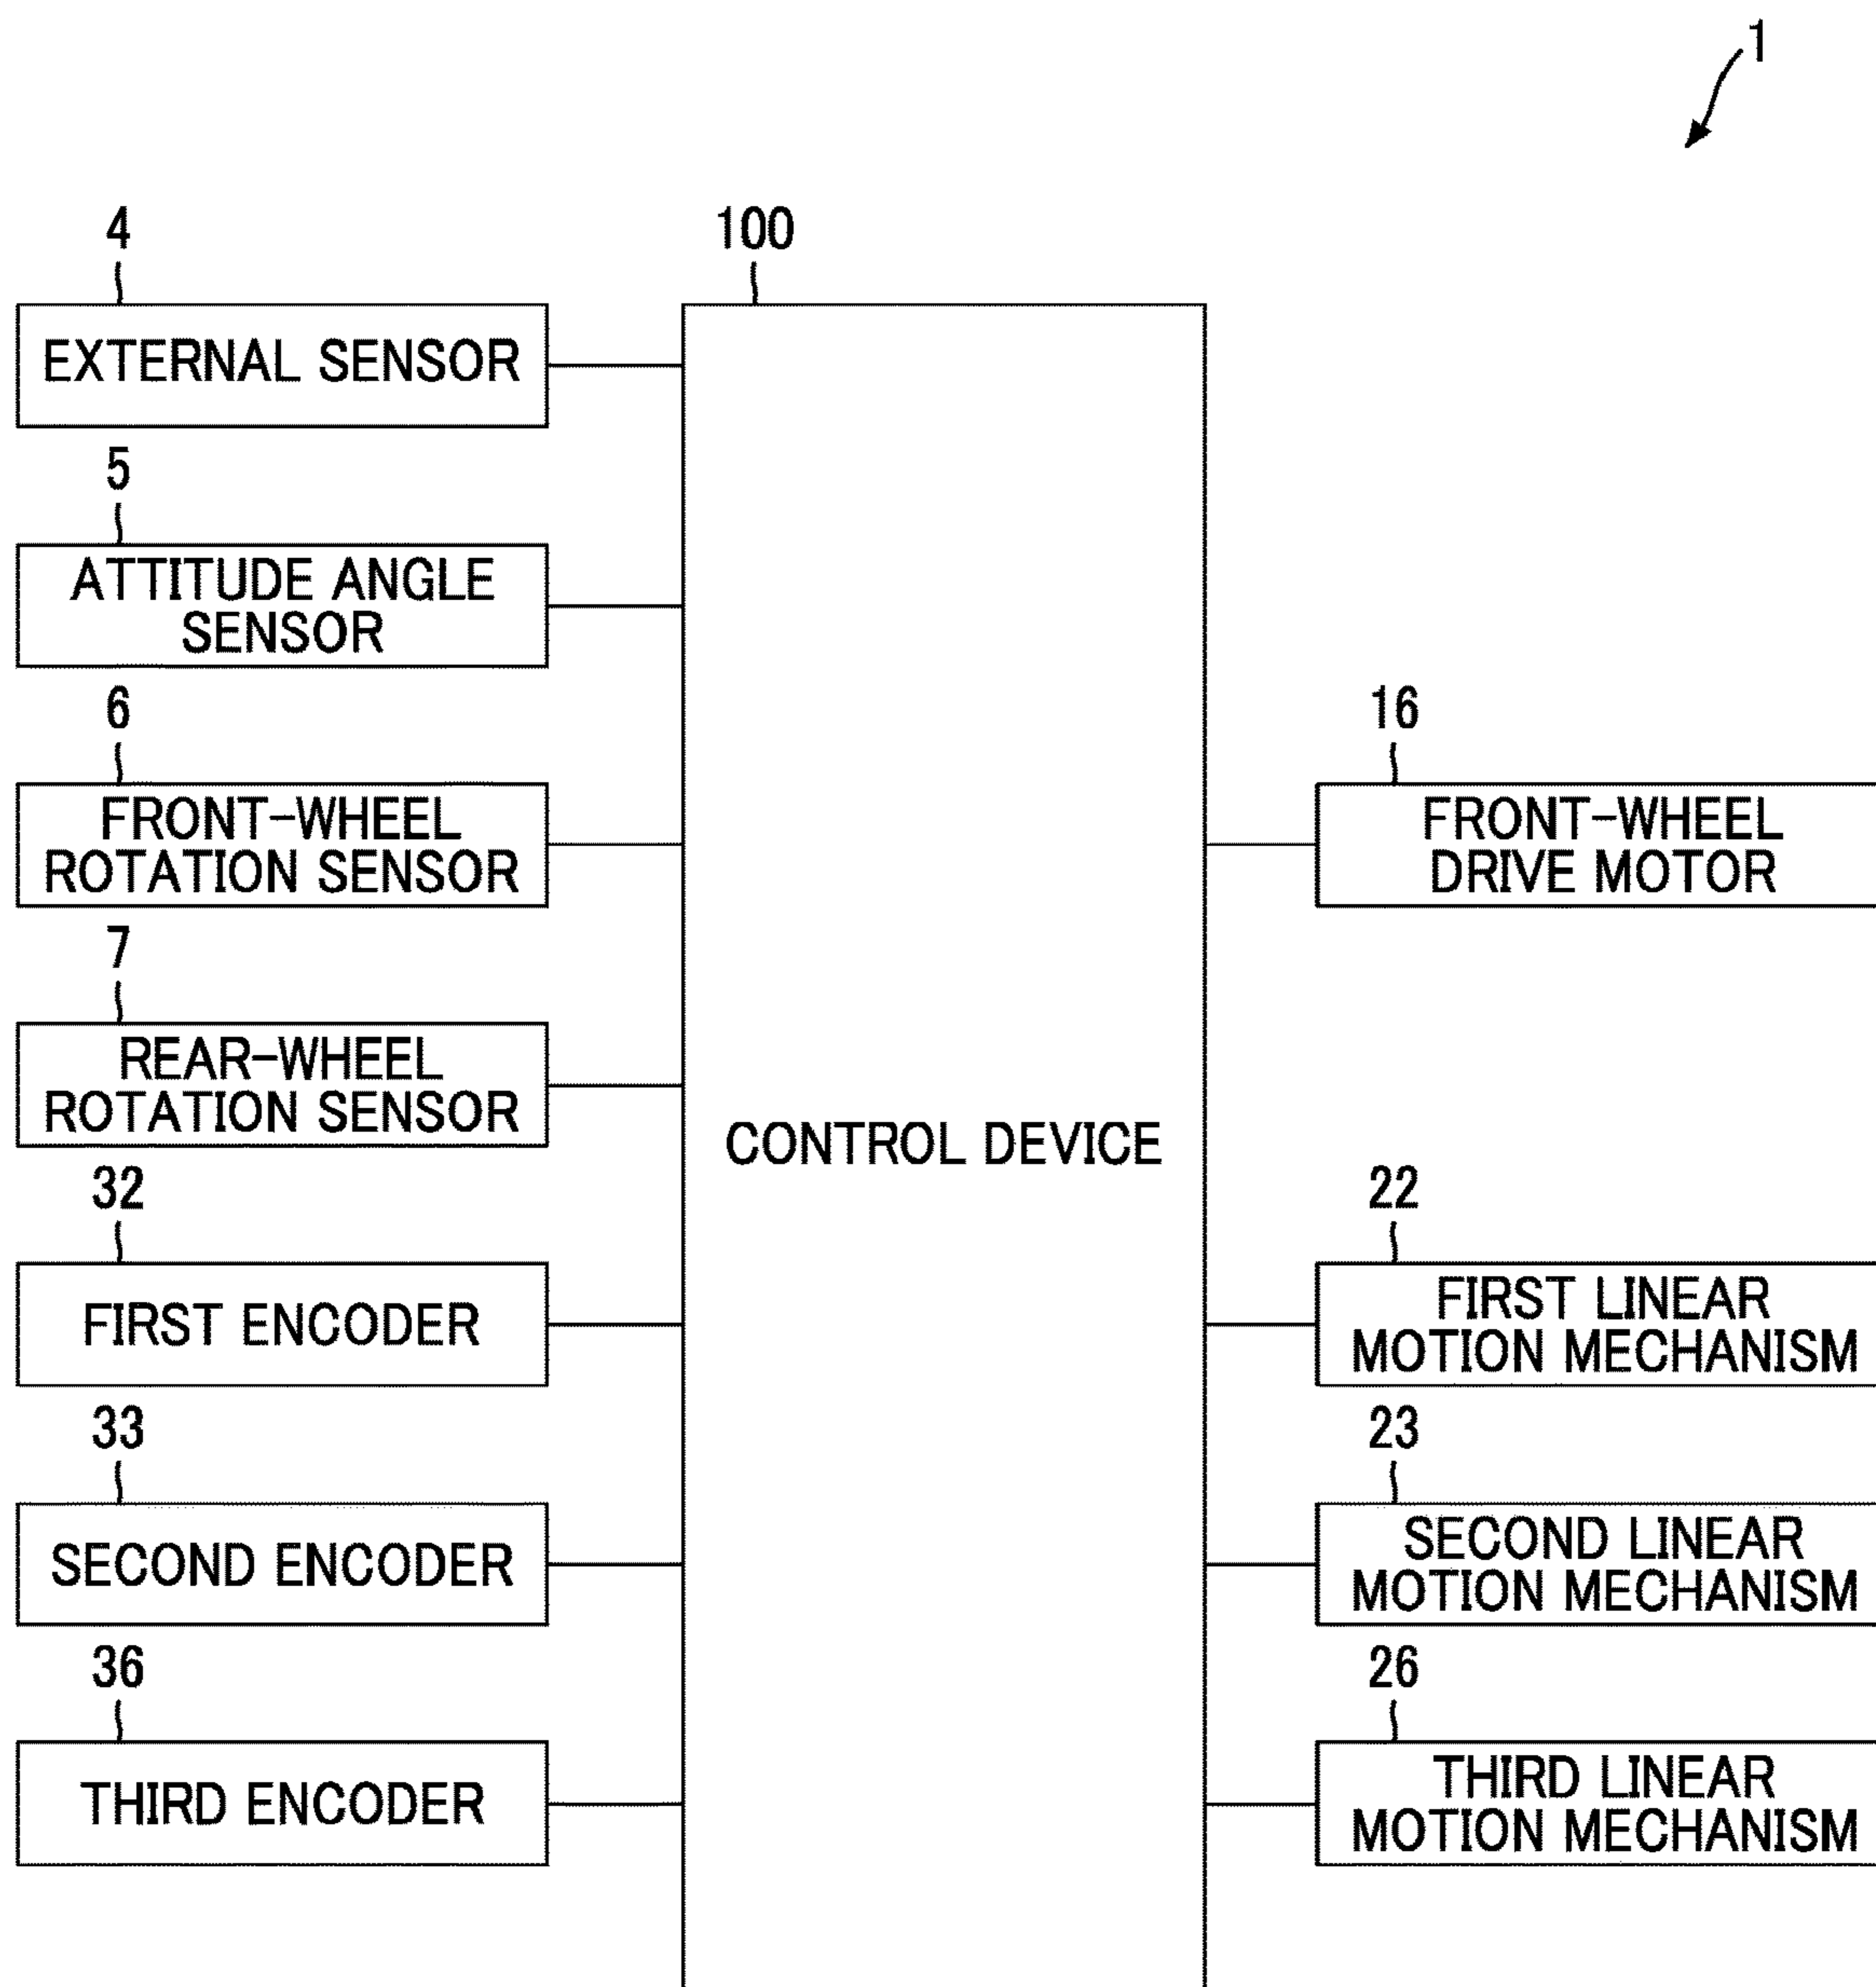 1
4
EXTERNAL SENSOR
5
ATTITUDE ANGLE
SENSOR
6
FRONT-WHEEL
ROTATION SENSOR
7
REAR-WHEEL
ROTATION SENSOR
32
FIRST ENCODER
33
SECOND ENCODER
36
THIRD ENCODER
100
CONTROL DEVICE
16
FRONT-WHEEL
DRIVE MOTOR
22
FIRST LINEAR
MOTION MECHANISM
23
SECOND LINEAR
MOTION MECHANISM
26
THIRD LINEAR
MOTION MECHANISM